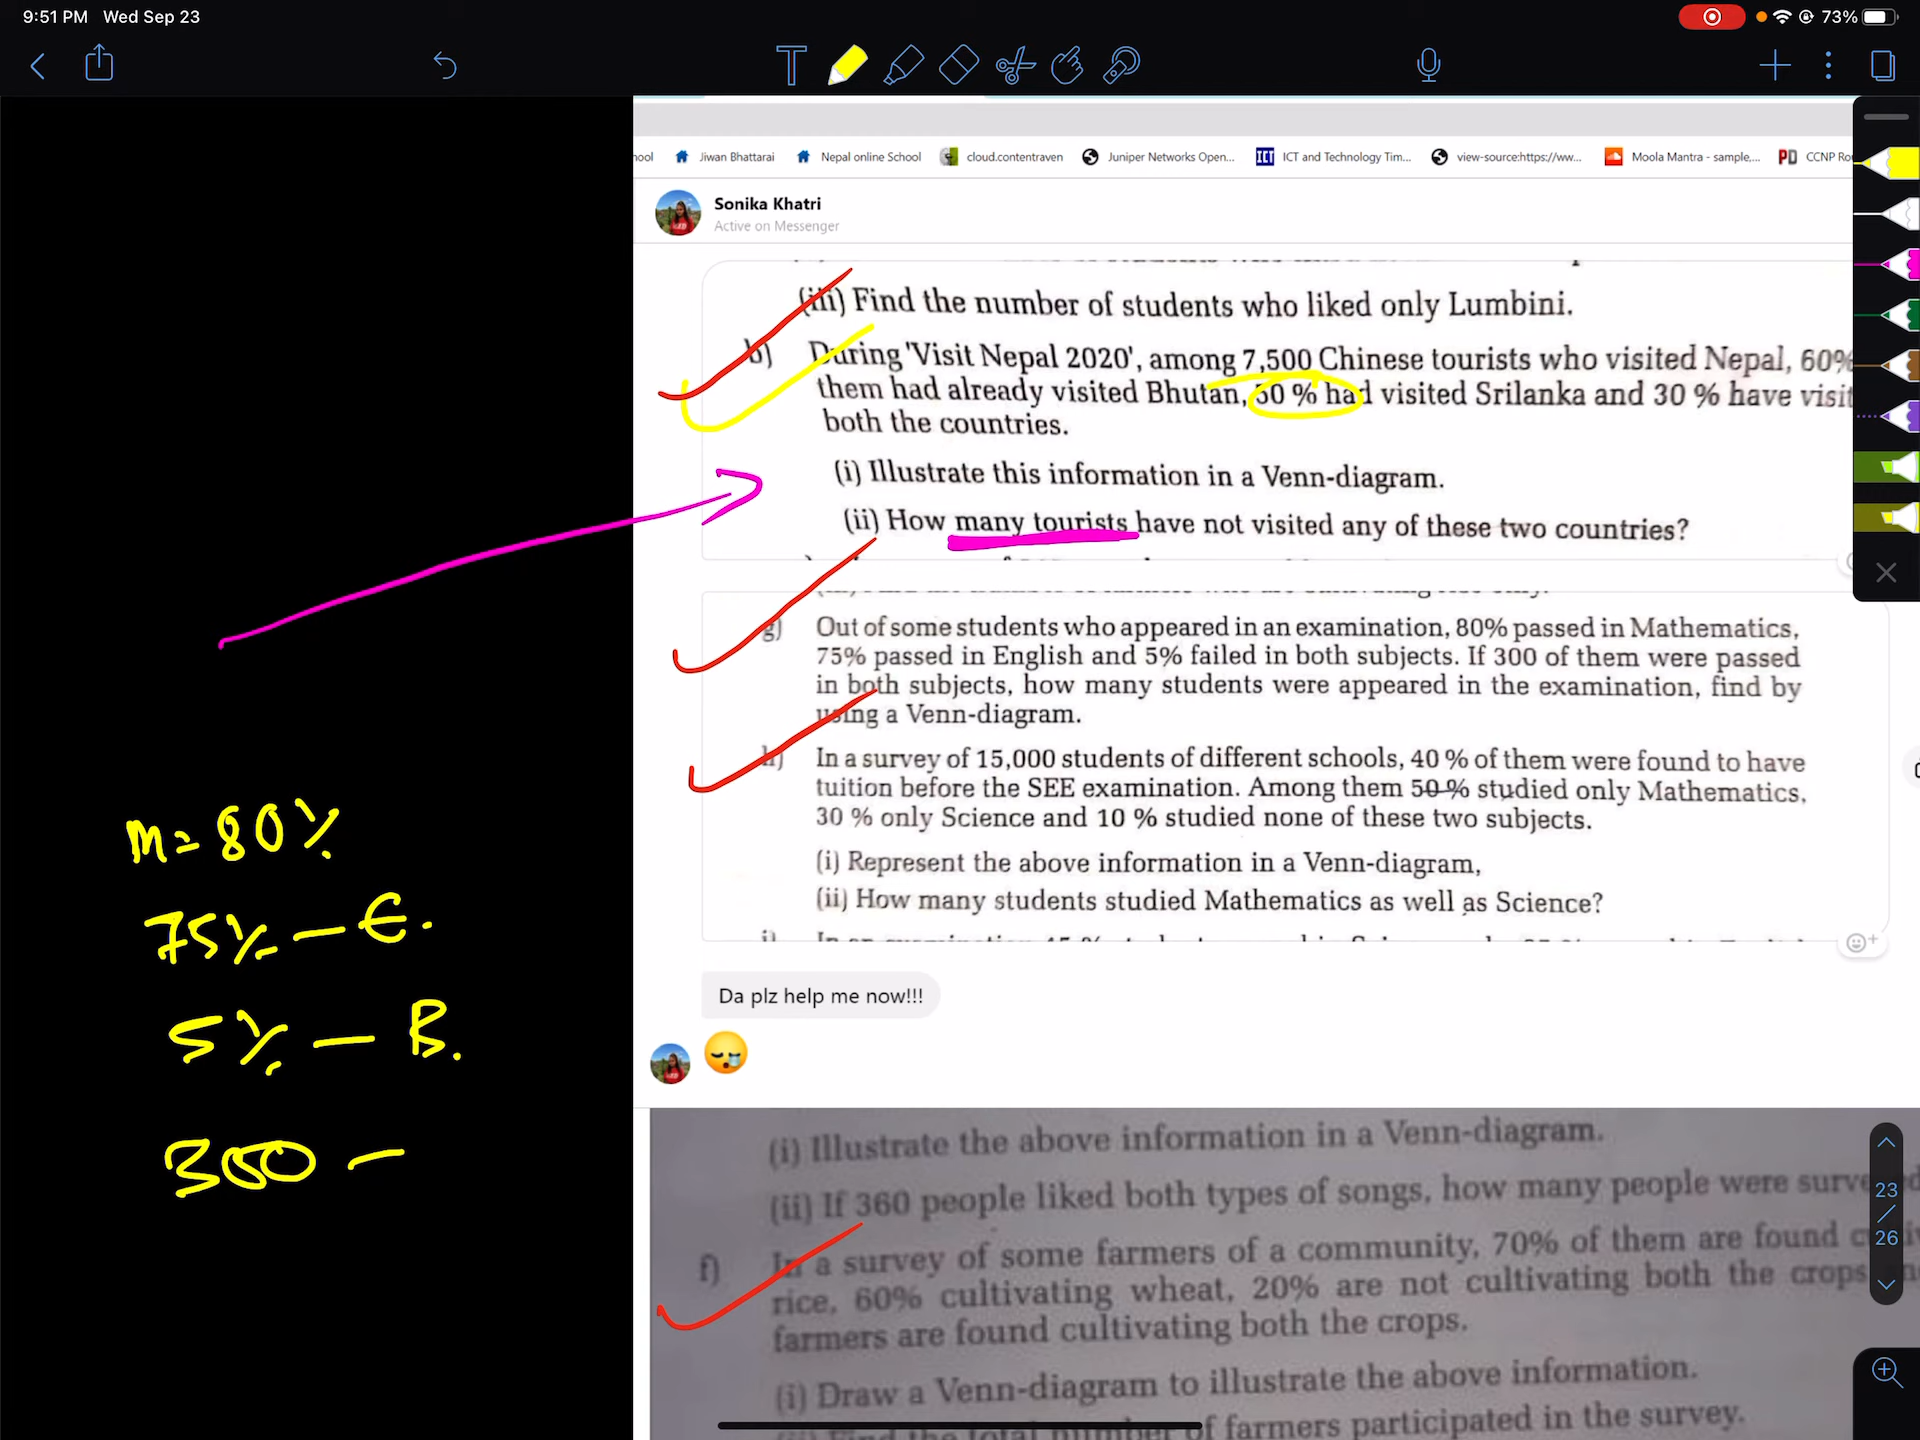 9:51 PM Wed Sep 23
73%
Jiwan Bhattarai Nepal online School cloud.contentraven Juniper Networks Open... ICT and Technology Tim... view-source:https://ww... Moola Mantra - sample,... CCNP Ro
Sonika Khatri
Active on Messenger
(iii) Find the number of students who liked only Lumbini.
b) During 'Visit Nepal 2020', among 7,500 Chinese tourists who visited Nepal, 60%
them had already visited Bhutan, 50 % had visited Srilanka and 30 % have visit
both the countries.
(i) Illustrate this information in a Venn-diagram.
(ii) How many tourists have not visited any of these two countries?
g) Out of some students who appeared in an examination, 80% passed in Mathematics,
75% passed in English and 5% failed in both subjects. If 300 of them were passed
in both subjects, how many students were appeared in the examination, find by
using a Venn-diagram.
h) In a survey of 15,000 students of different schools, 40 % of them were found to have
tuition before the SEE examination. Among them 50 % studied only Mathematics,
30 % only Science and 10 % studied none of these two subjects.
(i) Represent the above information in a Venn-diagram,
(ii) How many students studied Mathematics as well as Science?
Da plz help me now!!!
m= 80%
75% - E.
5% - B.
300 -
(i) Illustrate the above information in a Venn-diagram.
(ii) If 360 people liked both types of songs, how many people were surve
f) In a survey of some farmers of a community, 70% of them are found
rice, 60% cultivating wheat, 20% are not cultivating both the crops
farmers are found cultivating both the crops.
(i) Draw a Venn-diagram to illustrate the above information.
of farmers participated in the survey.
23
/
26